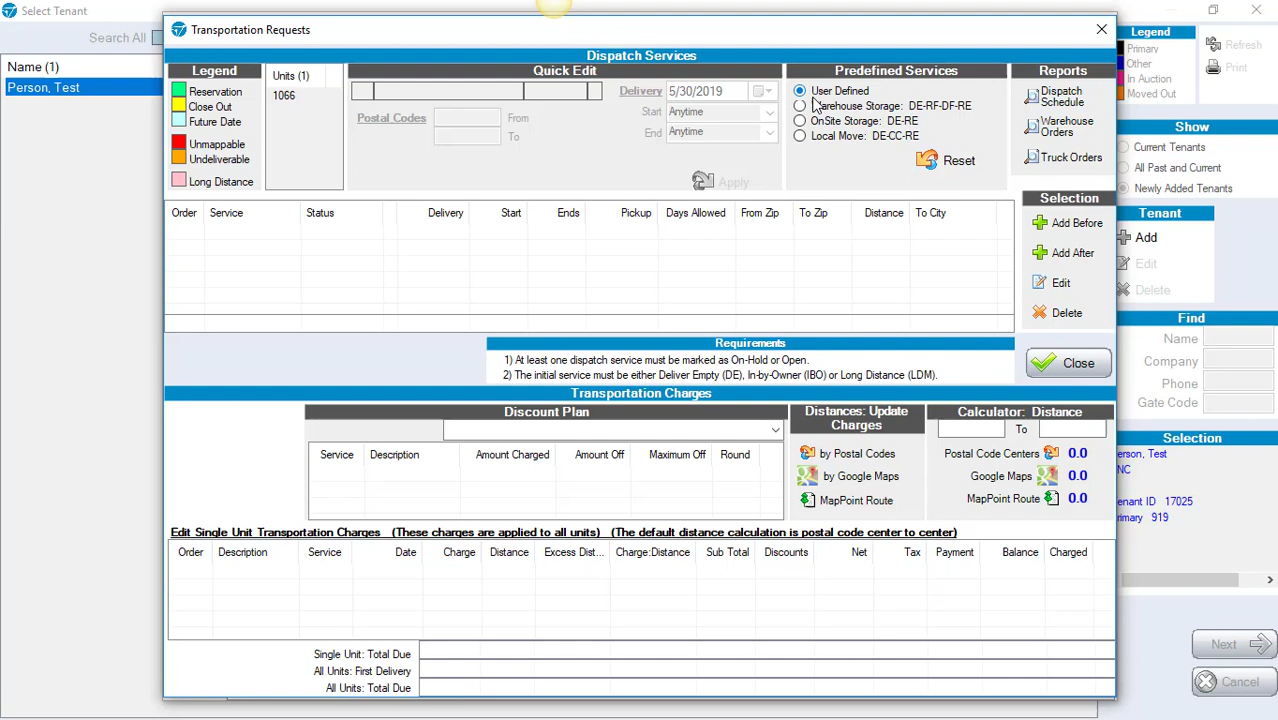 Select Tenant
Search All
Name (1)
Person, Test
Transportation Requests
Dispatch Services
Legend
Reservation
Close Out
Future Date
Unmappable
Undeliverable
Long Distance
Units (1)
1066
Quick Edit
Postal Codes
From
To
Delivery 5/30/2019
Start Anytime
End Anytime
Apply
Predefined Services
User Defined
Warehouse Storage: DE-RF-DF-RE
OnSite Storage: DE-RE
Local Move: DE-CC-RE
Reset
Reports
Dispatch Schedule
Warehouse Orders
Truck Orders
Order Service Status Delivery Start Ends Pickup Days Allowed From Zip To Zip Distance To City
Selection
Add Before
Add After
Edit
Delete
Requirements
1) At least one dispatch service must be marked as On-Hold or Open.
2) The initial service must be either Deliver Empty (DE), In-by-Owner (IBO) or Long Distance (LDM).
Close
Transportation Charges
Discount Plan
Service Description Amount Charged Amount Off Maximum Off Round
Distances: Update Charges
by Postal Codes
by Google Maps
MapPoint Route
Calculator: Distance
To
Postal Code Centers 0.0
Google Maps 0.0
MapPoint Route 0.0
Edit Single Unit Transportation Charges (These charges are applied to all units) (The default distance calculation is postal code center to center)
Order Description Service Date Charge Distance Excess Dist... Charge:Distance Sub Total Discounts Net Tax Payment Balance Charged
Single Unit: Total Due
All Units: First Delivery
All Units: Total Due
Legend
Primary
Other
In Auction
Moved Out
Refresh
Print
Show
Current Tenants
All Past and Current
Newly Added Tenants
Tenant
Add
Edit
Delete
Find
Name
Company
Phone
Gate Code
Selection
erson, Test
NC
enant ID 17025
rimary 919
Next
Cancel